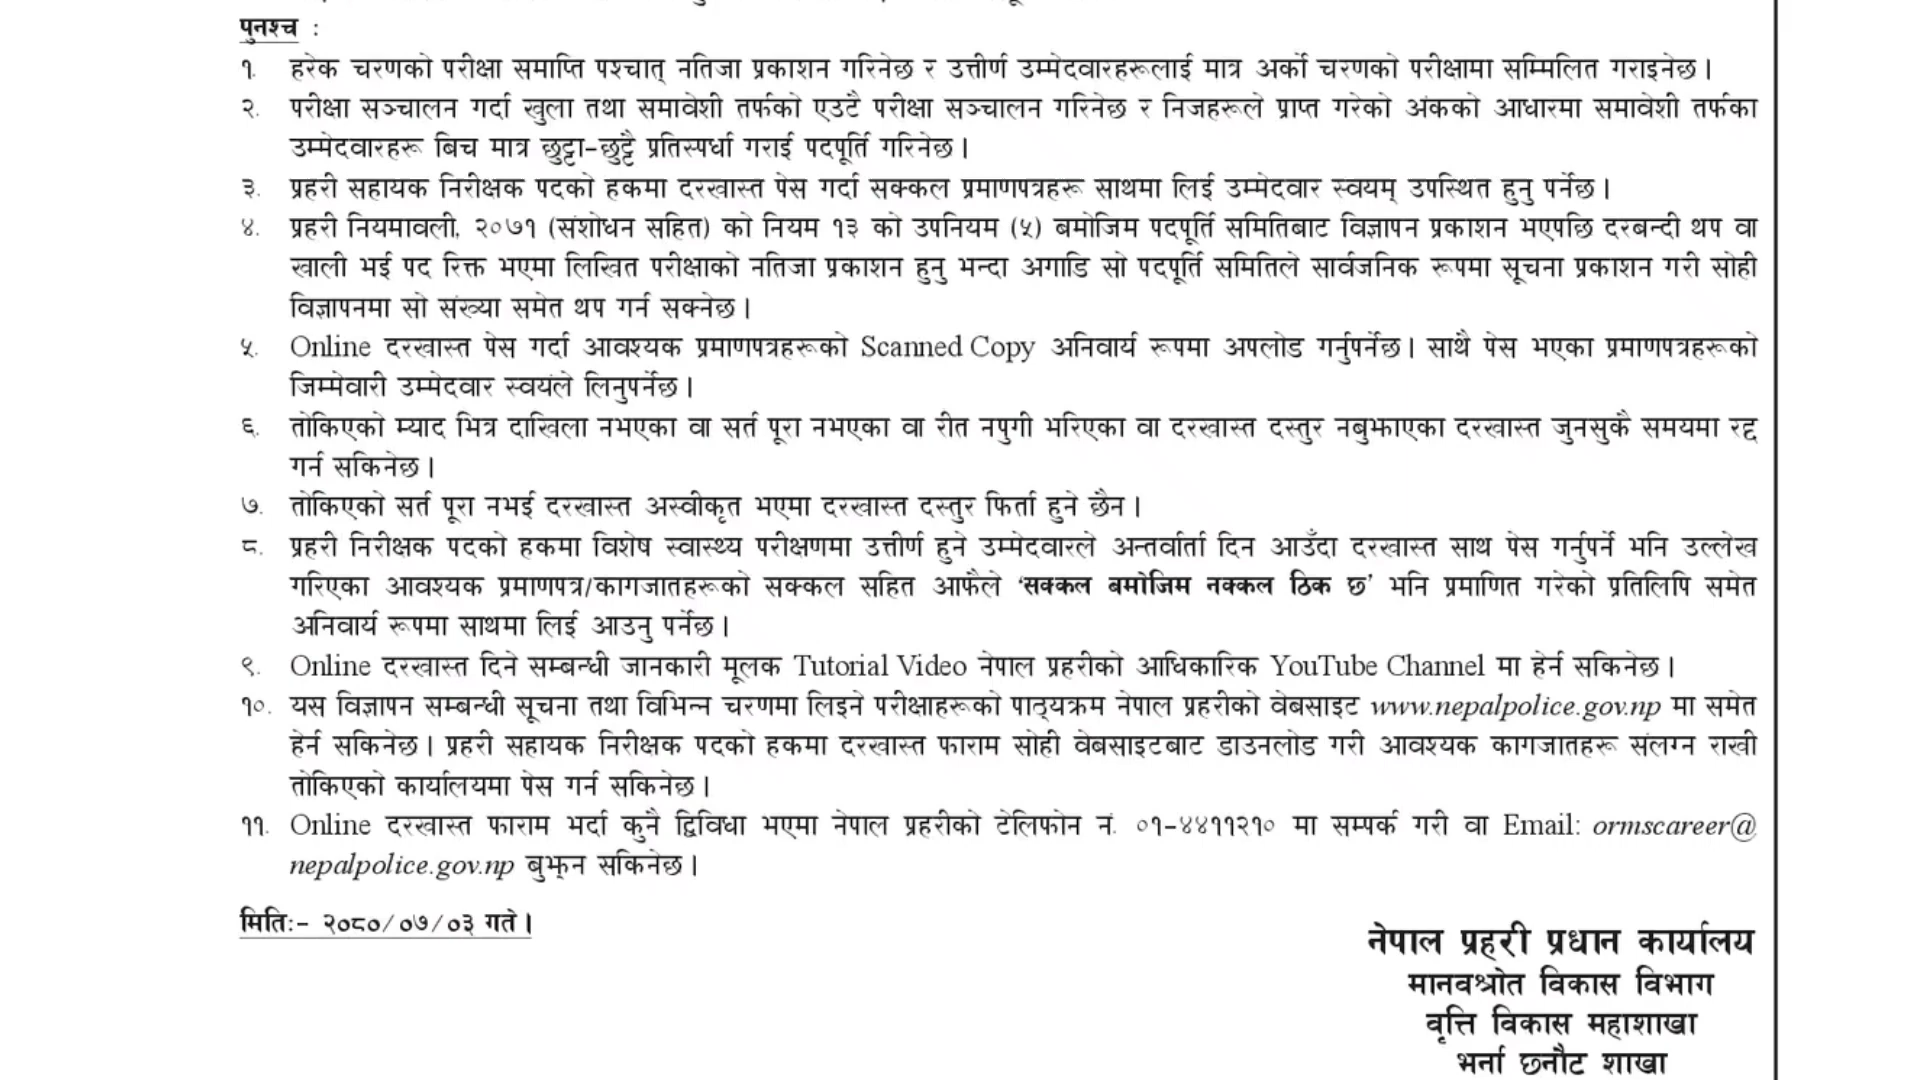 पुनश्च :
१. हरेक चरणको परीक्षा समाप्ति पश्चात् नतिजा प्रकाशन गरिनेछ र उत्तीर्ण उम्मेदवारहरूलाई मात्र अर्को चरणको परीक्षामा सम्मिलित गराइनेछ।
२. परीक्षा सञ्चालन गर्दा खुला तथा समावेशी तर्फको एउटै परीक्षा सञ्चालन गरिनेछ र निजहरूले प्राप्त गरेको अंकको आधारमा समावेशी तर्फका
उम्मेदवारहरू बिच मात्र छुट्टा-छुट्टै प्रतिस्पर्धा गराई पदपूर्ति गरिनेछ।
३. प्रहरी सहायक निरीक्षक पदको हकमा दरखास्त पेस गर्दा सक्कल प्रमाणपत्रहरू साथमा लिई उम्मेदवार स्वयम् उपस्थित हुनु पर्नेछ।
४. प्रहरी नियमावली, २०७१ (संशोधन सहित) को नियम १३ को उपनियम (५) बमोजिम पदपूर्ति समितिबाट विज्ञापन प्रकाशन भएपछि दरबन्दी थप वा
खाली भई पद रिक्त भएमा लिखित परीक्षाको नतिजा प्रकाशन हुनु भन्दा अगाडि सो पदपूर्ति समितिले सार्वजनिक रूपमा सूचना प्रकाशन गरी सोही
विज्ञापनमा सो संख्या समेत थप गर्न सक्नेछ।
५. Online दरखास्त पेस गर्दा आवश्यक प्रमाणपत्रहरूको Scanned Copy अनिवार्य रूपमा अपलोड गर्नुपर्नेछ। साथै पेस भएका प्रमाणपत्रहरूको
जिम्मेवारी उम्मेदवार स्वयंले लिनुपर्नेछ।
६. तोकिएको म्याद भित्र दाखिला नभएका वा सर्त पूरा नभएका वा रीत नपुगी भरिएका वा दरखास्त दस्तुर नबुझाएका दरखास्त जुनसुकै समयमा रद्द
गर्न सकिनेछ।
७. तोकिएको सर्त पूरा नभई दरखास्त अस्वीकृत भएमा दरखास्त दस्तुर फिर्ता हुने छैन।
८. प्रहरी निरीक्षक पदको हकमा विशेष स्वास्थ्य परीक्षणमा उत्तीर्ण हुने उम्मेदवारले अन्तर्वार्ता दिन आउँदा दरखास्त साथ पेस गर्नुपर्ने भनि उल्लेख
गरिएका आवश्यक प्रमाणपत्र/कागजातहरूको सक्कल सहित आफैले ‘सक्कल बमोजिम नक्कल ठिक छ’ भनि प्रमाणित गरेको प्रतिलिपि समेत
अनिवार्य रूपमा साथमा लिई आउनु पर्नेछ।
९. Online दरखास्त दिने सम्बन्धी जानकारी मूलक Tutorial Video नेपाल प्रहरीको आधिकारिक YouTube Channel मा हेर्न सकिनेछ।
१०. यस विज्ञापन सम्बन्धी सूचना तथा विभिन्न चरणमा लिइने परीक्षाहरूको पाठ्यक्रम नेपाल प्रहरीको वेबसाइट www.nepalpolice.gov.np मा समेत
हेर्न सकिनेछ। प्रहरी सहायक निरीक्षक पदको हकमा दरखास्त फाराम सोही वेबसाइटबाट डाउनलोड गरी आवश्यक कागजातहरू संलग्न राखी
तोकिएको कार्यालयमा पेस गर्न सकिनेछ।
११. Online दरखास्त फाराम भर्दा कुनै द्विविधा भएमा नेपाल प्रहरीको टेलिफोन नं. ०१-४४११२१० मा सम्पर्क गरी वा Email: ormscareer@
nepalpolice.gov.np बुझ्न सकिनेछ।
मितिः- २०८०/०७/०३ गते।
नेपाल प्रहरी प्रधान कार्यालय
मानवश्रोत विकास विभाग
वृत्ति विकास महाशाखा
भर्ना छनौट शाखा